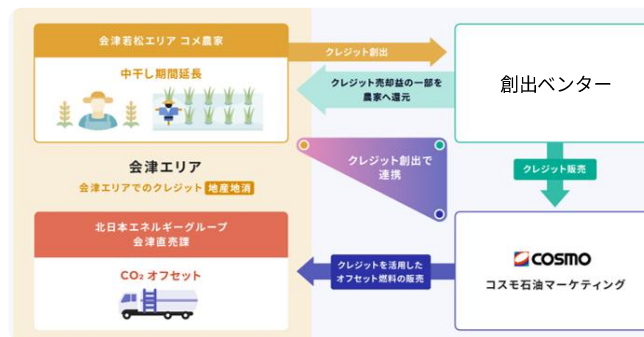 会津若松エリア コメ農家
中干し期間延長
クレジット創出
クレジット売却益の一部を
農家へ還元
創出ベンター
会津エリア
会津エリアでのクレジット 地産地消
クレジット創出で
連携
クレジット販売
北日本エネルギーグループ
会津直売課
CO₂ オフセット
クレジットを活用した
オフセット燃料の販売
COSMO
コスモ石油マーケティング